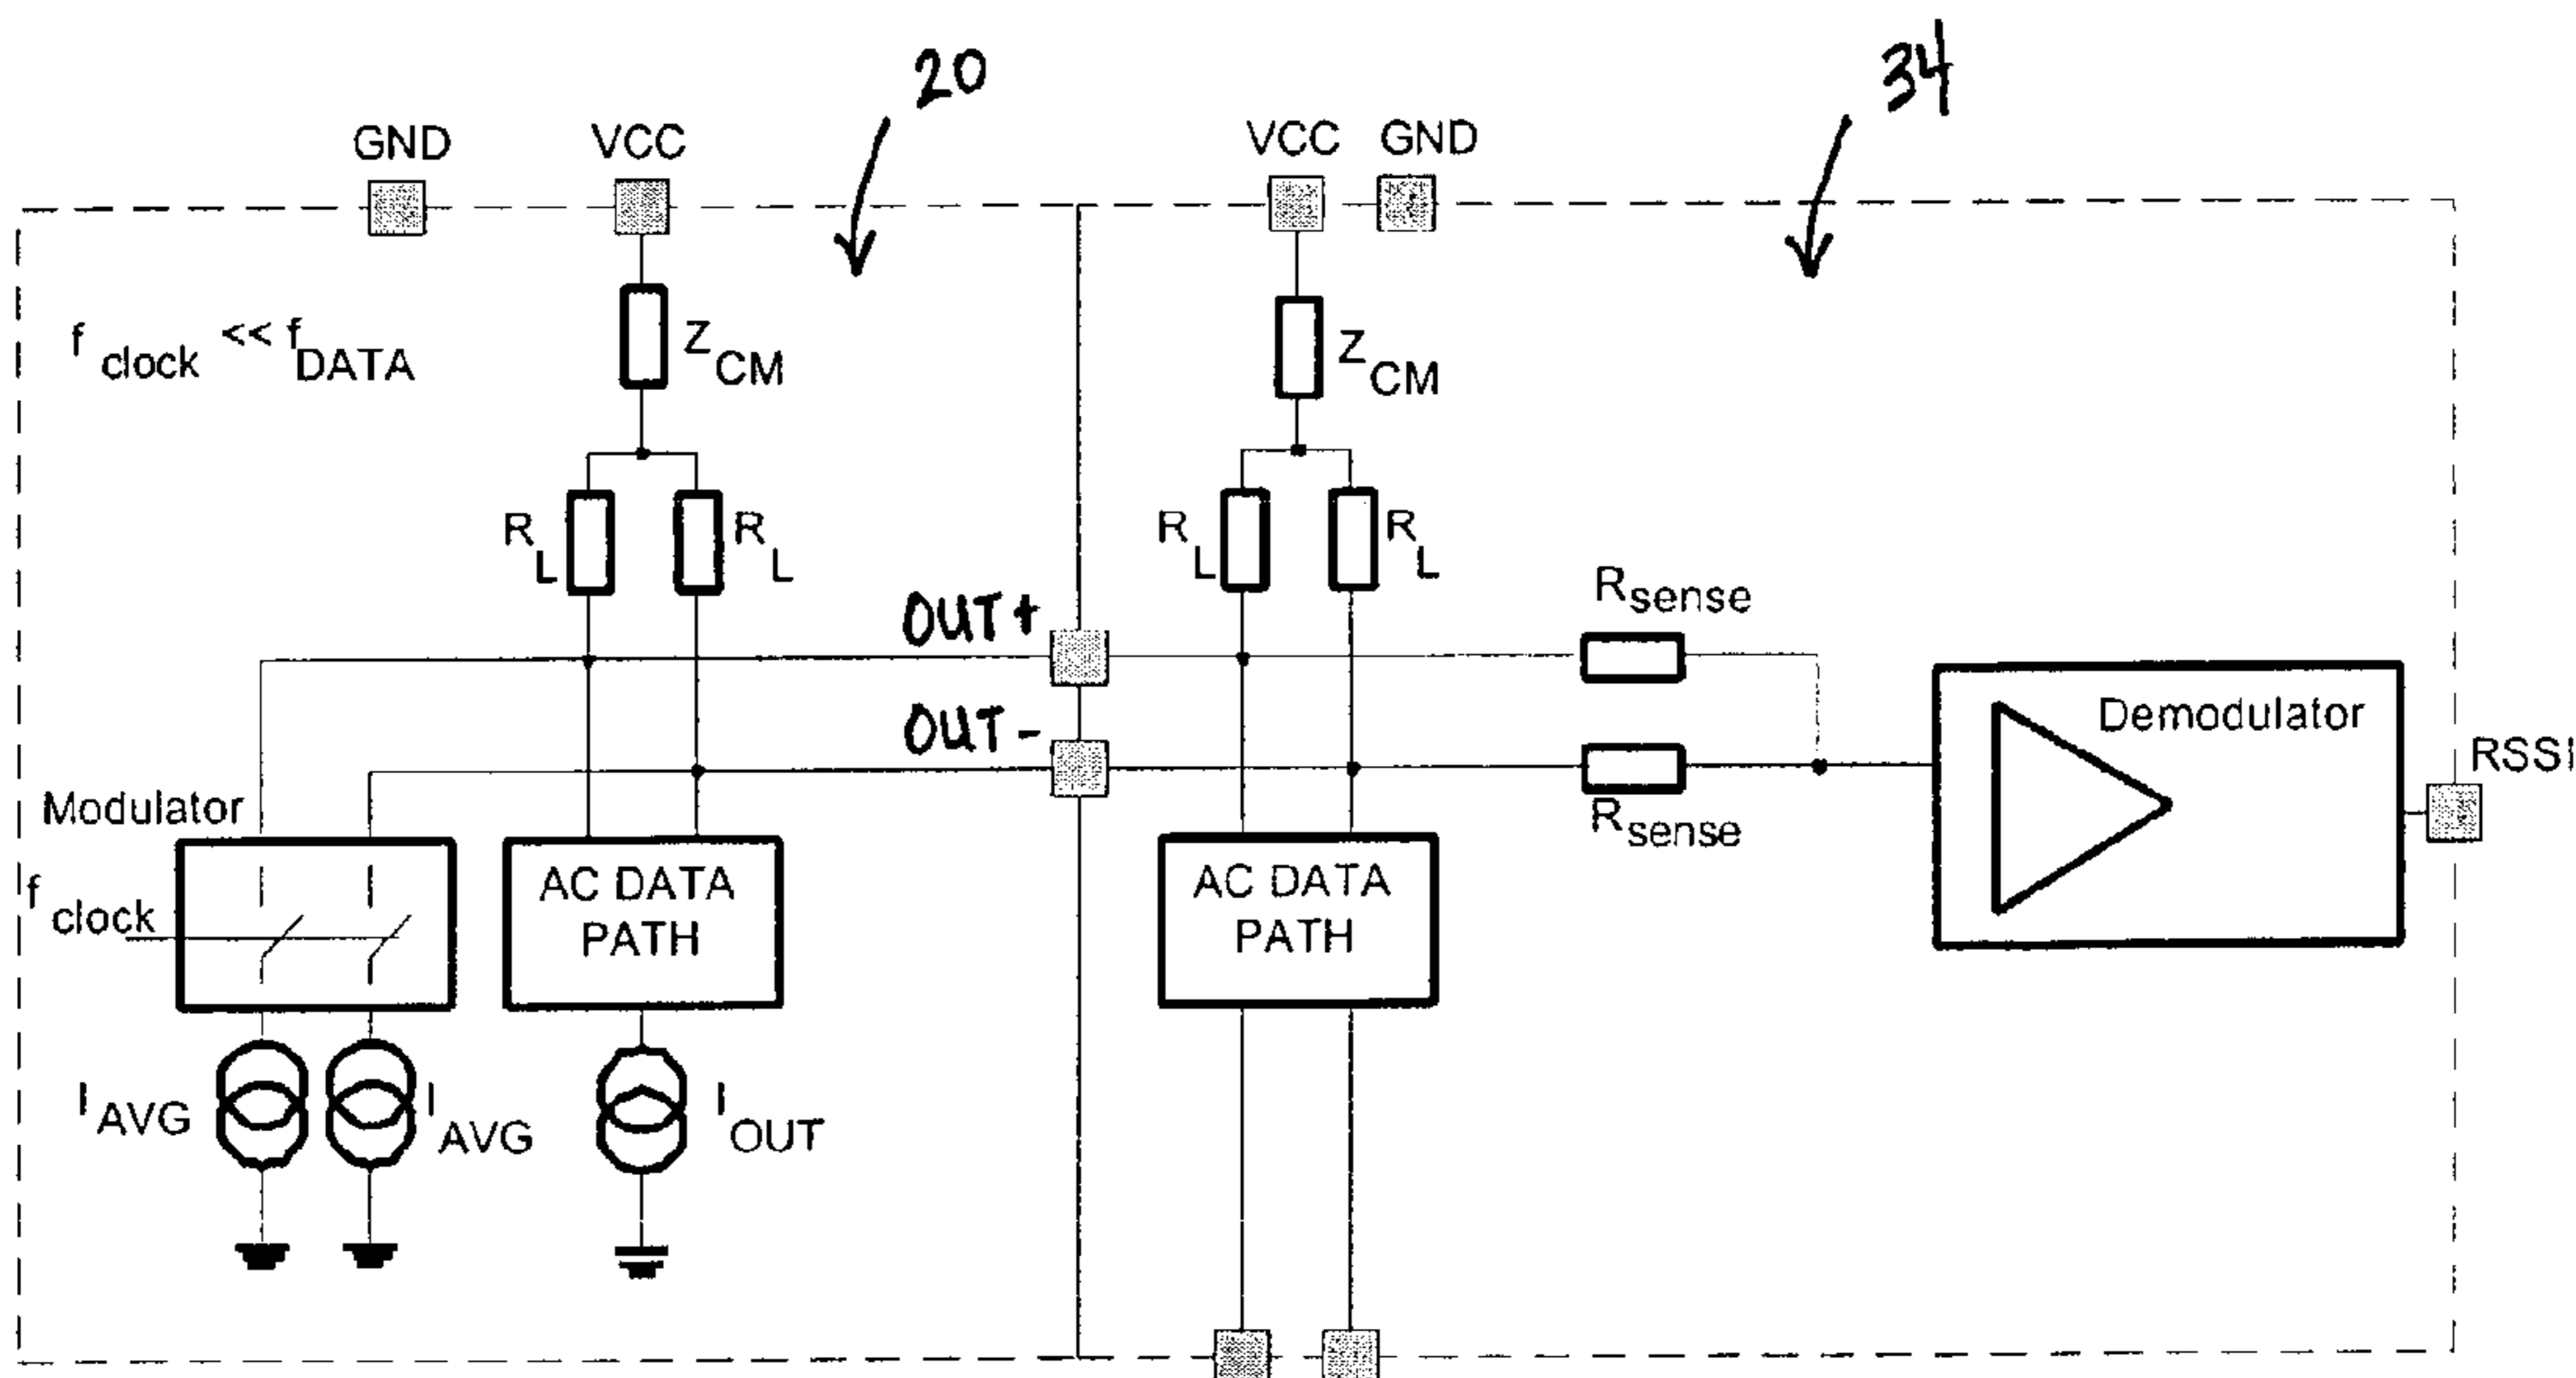 20
34
GND
VCC
VCC
GND
f clock << f DATA
Z CM
Z CM
R L
R L
R L
R L
OUT+
R sense
OUT-
R sense
Demodulator
RSSI
Modulator
f clock
AC DATA
PATH
AC DATA
PATH
I AVG
I AVG
I OUT